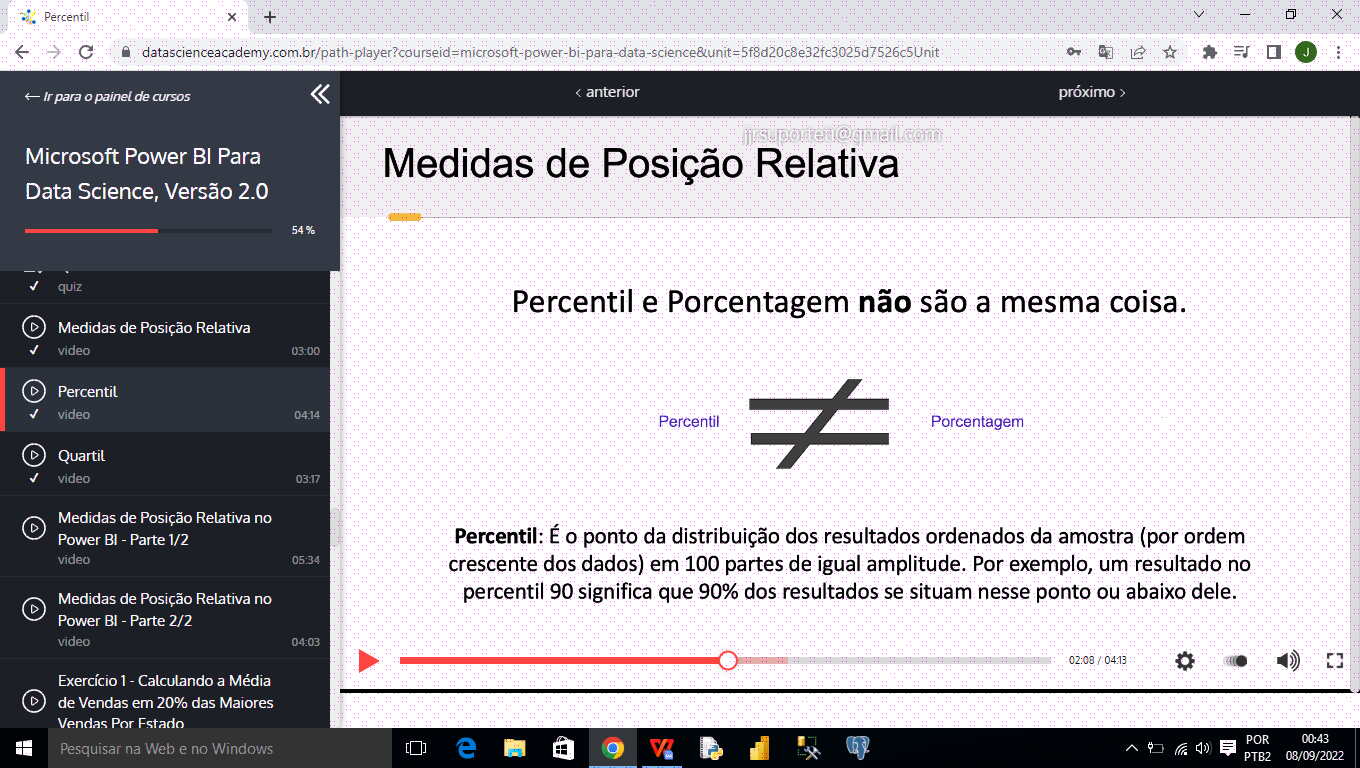 Percentil
datascienceacademy.com.br/path-player?courseid=microsoft-power-bi-para-data-science&unit=5f8d20c8e32fc3025d7526c5Unit
J
← Ir para o painel de cursos
Microsoft Power BI Para
Data Science, Versão 2.0
54 %
quiz
Medidas de Posição Relativa
video 03:00
Percentil
video 04:14
Quartil
video 03:17
Medidas de Posição Relativa no
Power BI - Parte 1/2
video 05:34
Medidas de Posição Relativa no
Power BI - Parte 2/2
video 04:03
Exercício 1 - Calculando a Média
de Vendas em 20% das Maiores
Vendas Por Estado
‹ anterior
próximo ›
jjrsuporteti@gmail.com
Medidas de Posição Relativa
Percentil e Porcentagem não são a mesma coisa.
Percentil ≠ Porcentagem
Percentil: É o ponto da distribuição dos resultados ordenados da amostra (por ordem
crescente dos dados) em 100 partes de igual amplitude. Por exemplo, um resultado no
percentil 90 significa que 90% dos resultados se situam nesse ponto ou abaixo dele.
02:08 / 04:13
Pesquisar na Web e no Windows
POR
PTB2
00:43
08/09/2022